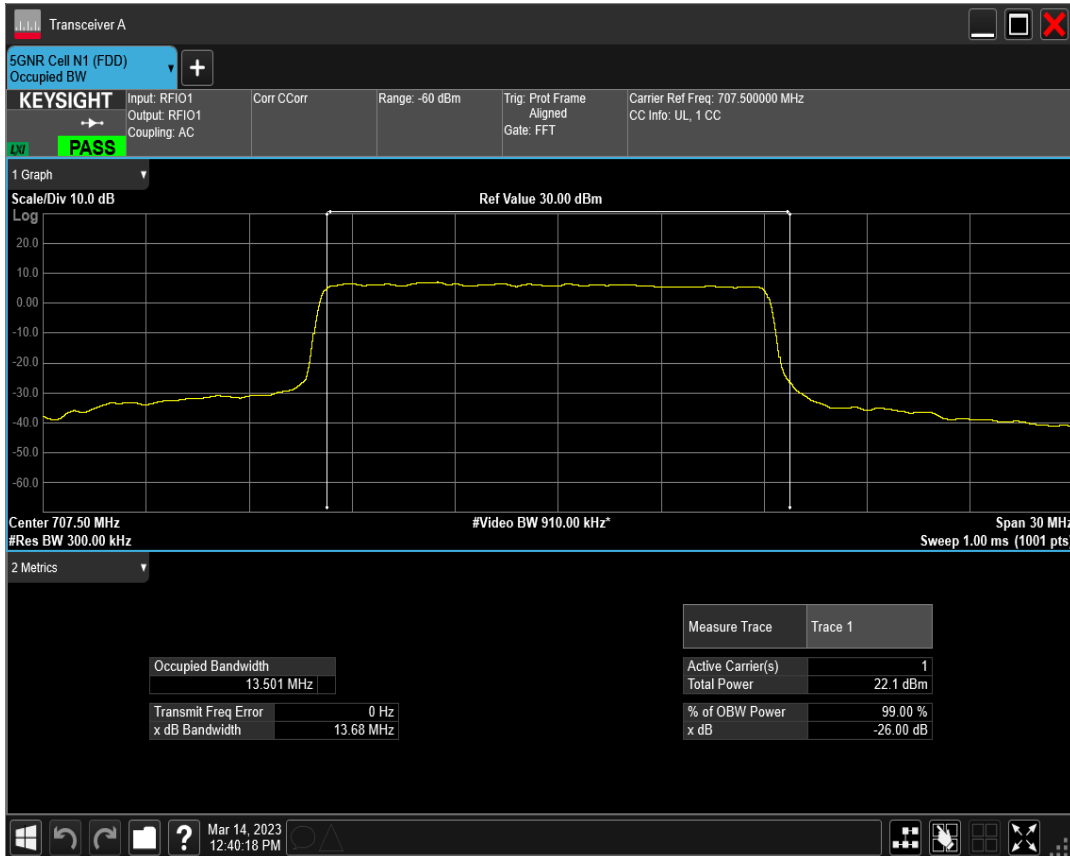 Transceiver A
5GNR Cell N1 (FDD)
Occupied BW
+
KEYSIGHT
LXI
PASS
Input: RFIO1
Output: RFIO1
Coupling: AC
Corr CCorr
Range: -60 dBm
Trig: Prot Frame
Aligned
Gate: FFT
Carrier Ref Freq: 707.500000 MHz
CC Info: UL, 1 CC
1 Graph
Scale/Div 10.0 dB
Ref Value 30.00 dBm
Log
20.0
10.0
0.00
-10.0
-20.0
-30.0
-40.0
-50.0
-60.0
Center 707.50 MHz
#Video BW 910.00 kHz*
Span 30 MHz
#Res BW 300.00 kHz
Sweep 1.00 ms (1001 pts)
2 Metrics
Measure Trace Trace 1
Occupied Bandwidth
13.501 MHz
Active Carrier(s) 1
Total Power 22.1 dBm
Transmit Freq Error 0 Hz
x dB Bandwidth 13.68 MHz
% of OBW Power 99.00 %
x dB -26.00 dB
?
Mar 14, 2023
12:40:18 PM